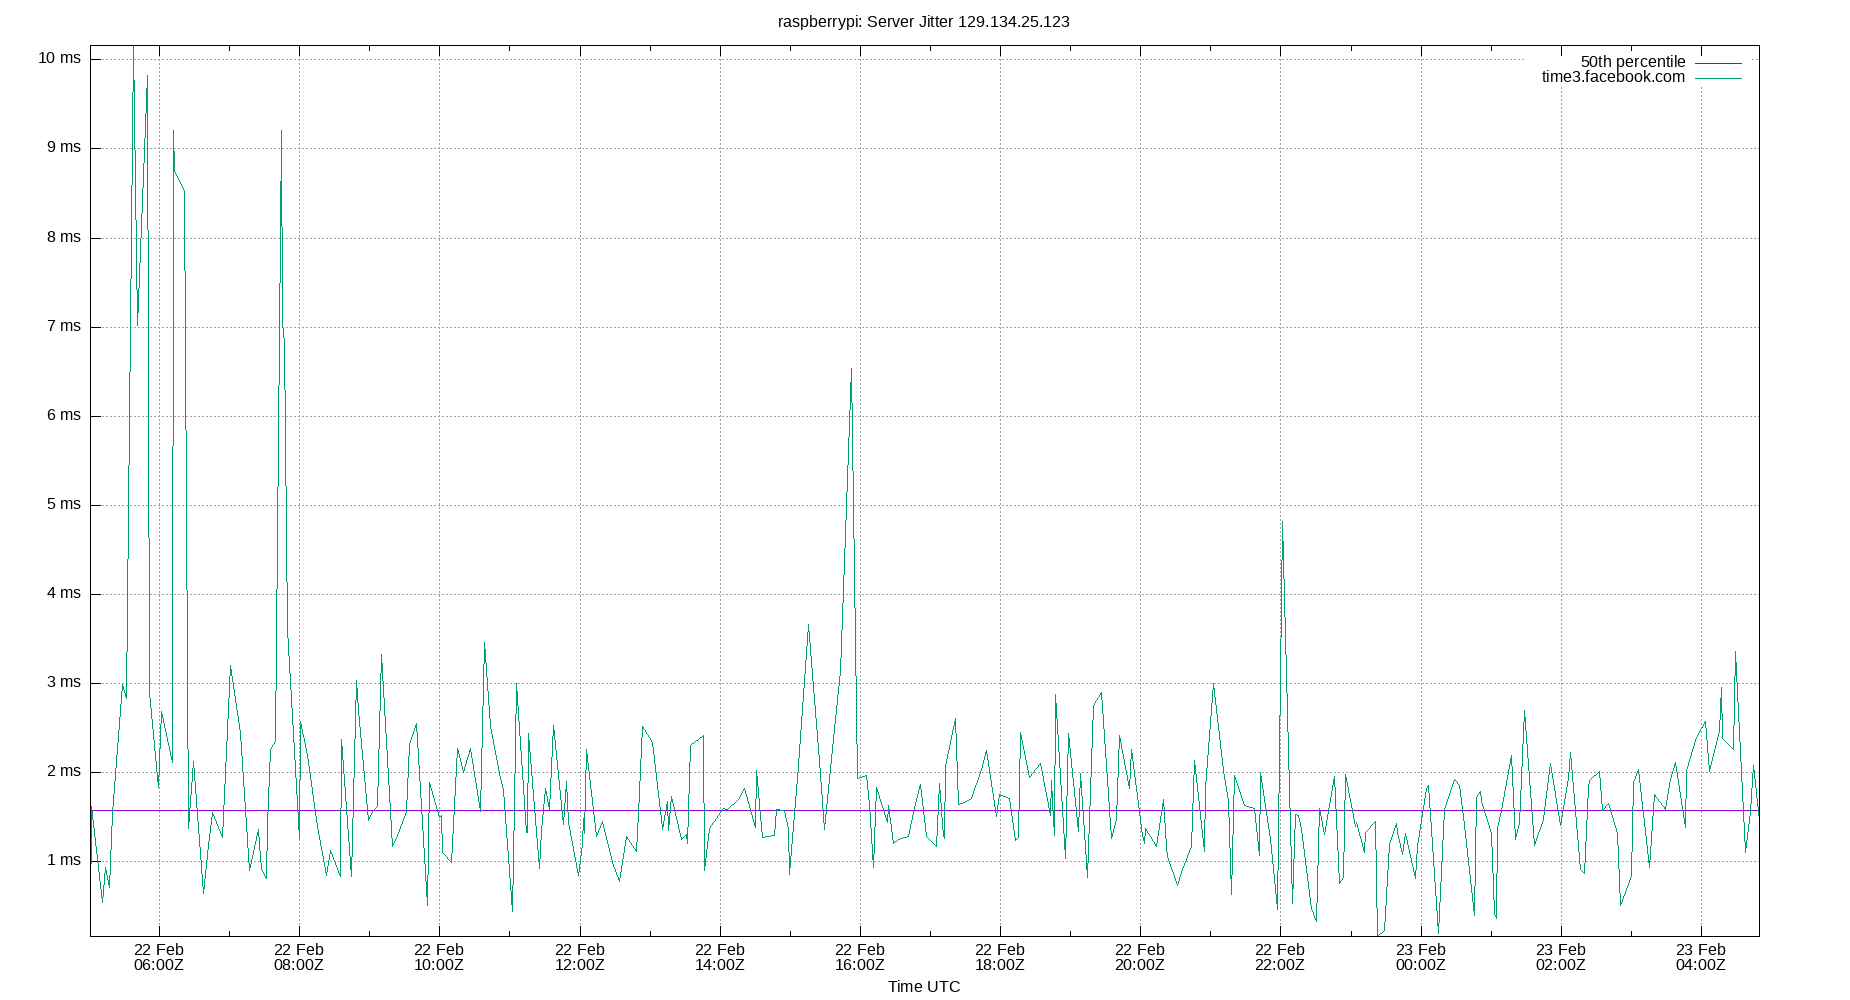 raspberrypi: Server Jitter 129.134.25.123
10 ms
9 ms
8 ms
7 ms
6 ms
5 ms
4 ms
3 ms
2 ms
1 ms
50th percentile
time3.facebook.com
22 Feb
06:00Z
22 Feb
08:00Z
22 Feb
10:00Z
22 Feb
12:00Z
22 Feb
14:00Z
22 Feb
16:00Z
22 Feb
18:00Z
22 Feb
20:00Z
22 Feb
22:00Z
23 Feb
00:00Z
23 Feb
02:00Z
23 Feb
04:00Z
Time UTC